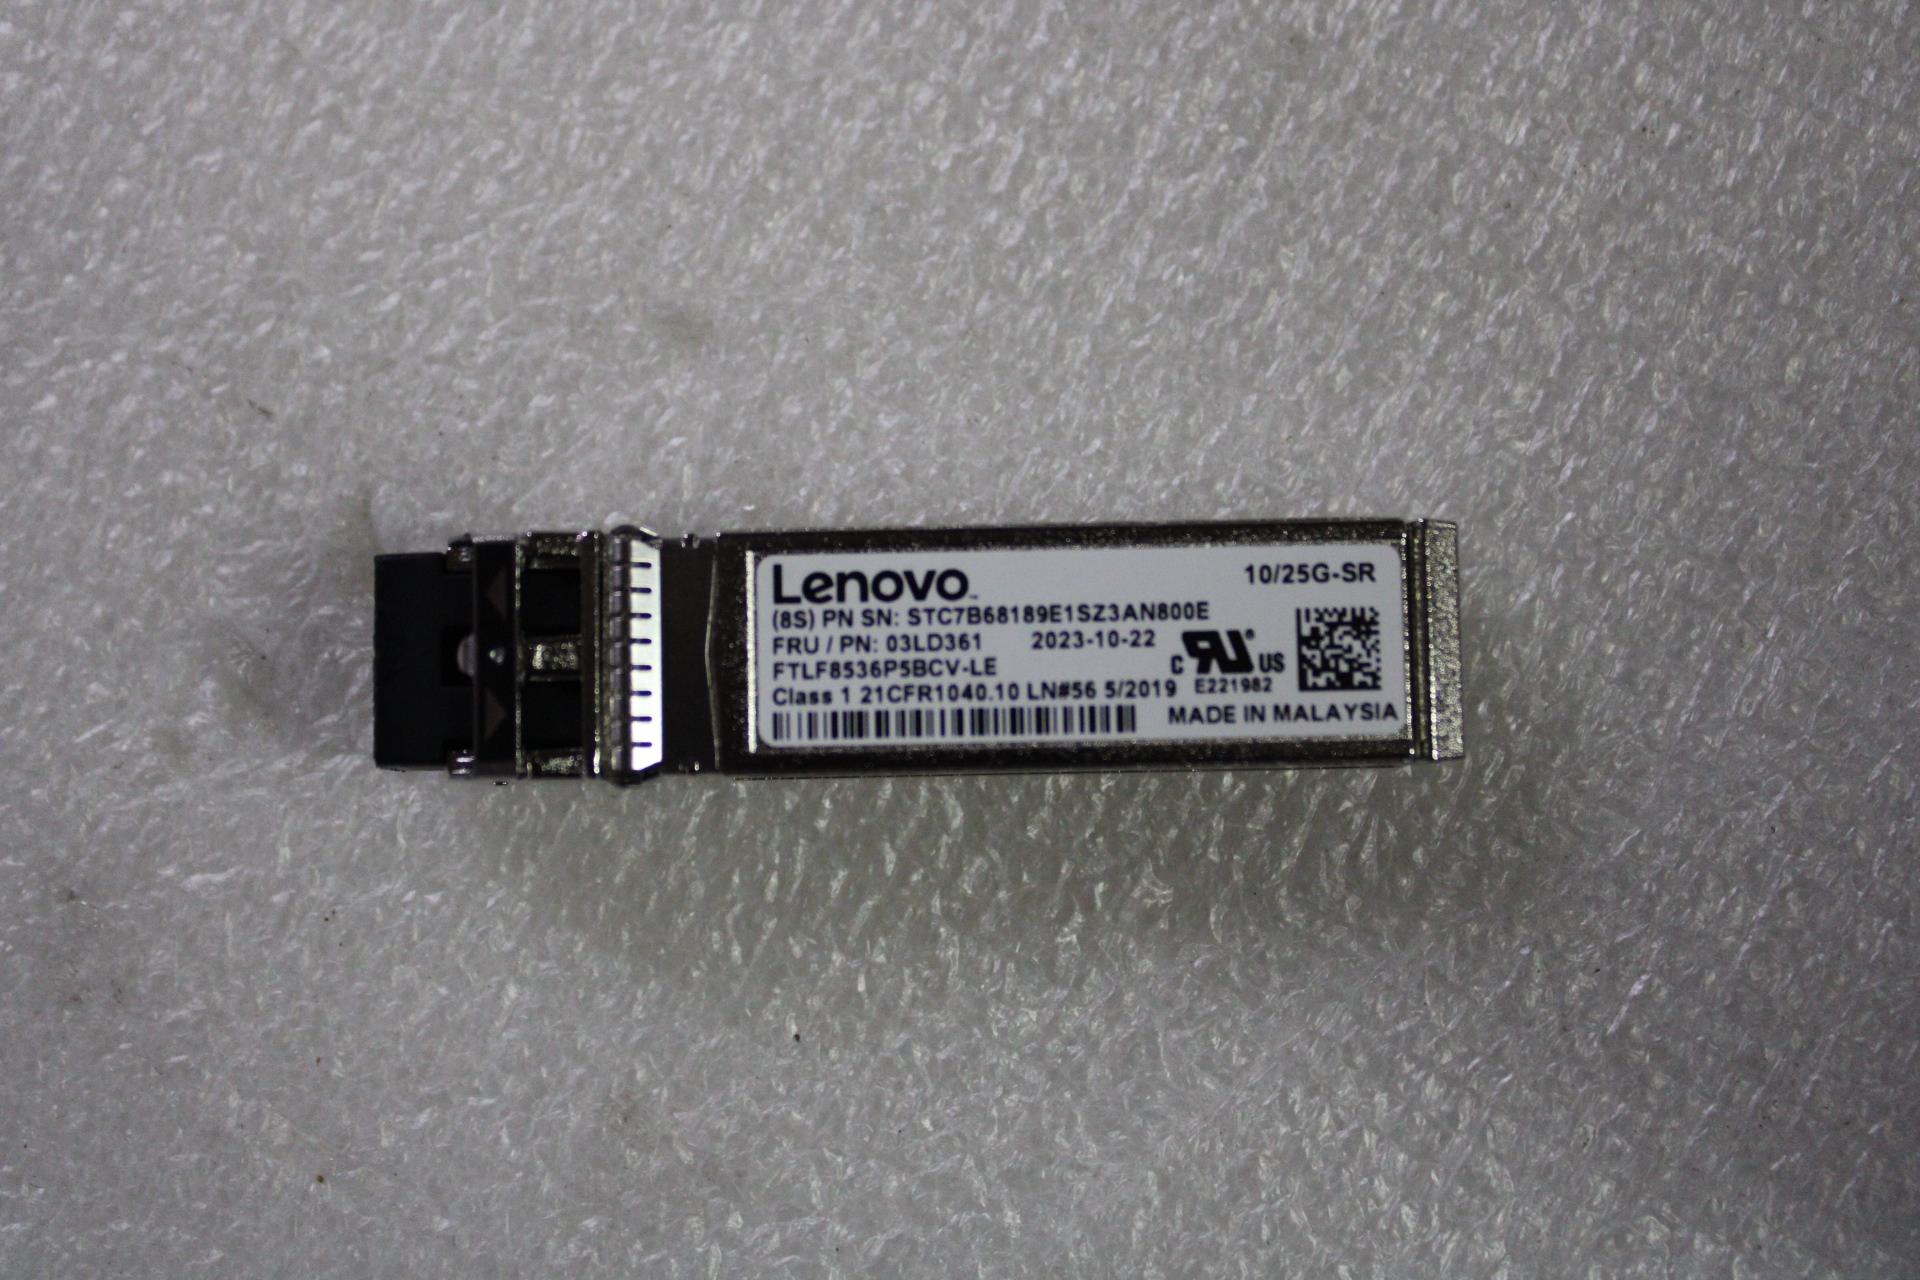 Lenovo
10/25G-SR
(8S) PN SN: STC7B68189E1SZ3AN800E
FRU / PN: 03LD361 2023-10-22
FTLF8536P5BCV-LE
Class 1 21CFR1040.10 LN#56 5/2019
C UR US
E221982
MADE IN MALAYSIA